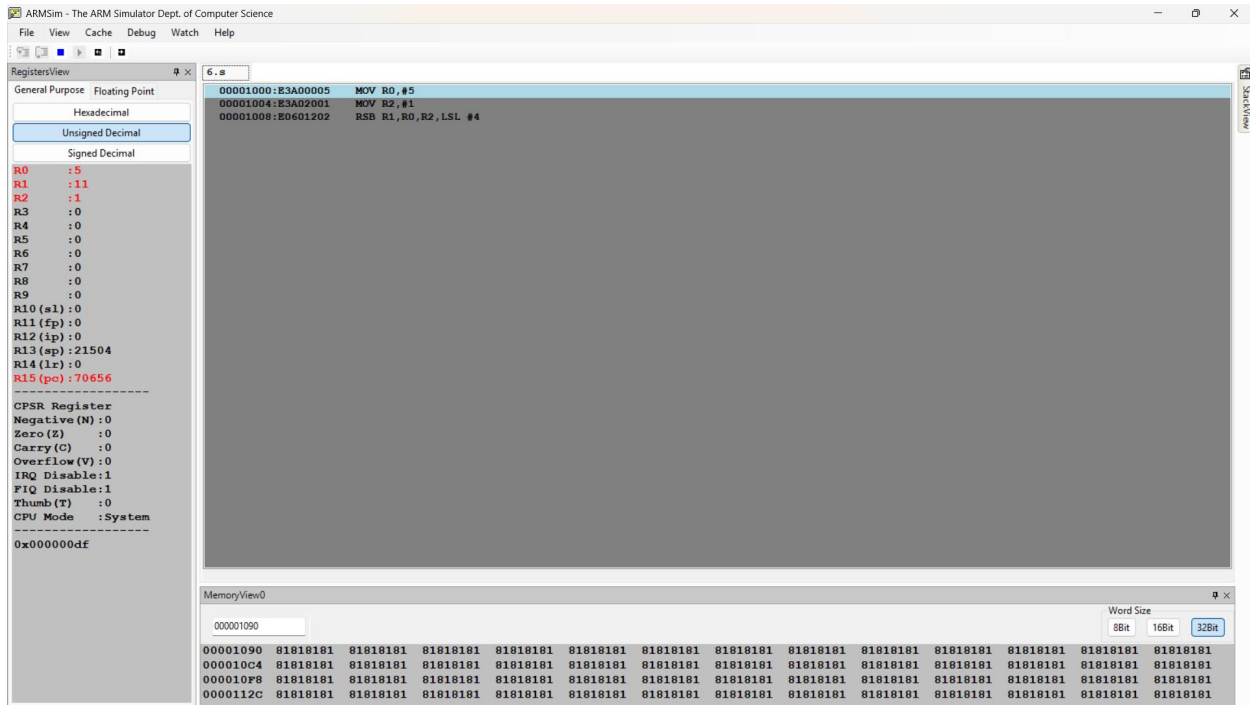 ARMSim - The ARM Simulator Dept. of Computer Science
File View Cache Debug Watch Help
RegistersView
General Purpose Floating Point
Hexadecimal
Unsigned Decimal
Signed Decimal
R0 :5
R1 :11
R2 :1
R3 :0
R4 :0
R5 :0
R6 :0
R7 :0
R8 :0
R9 :0
R10(sl):0
R11(fp):0
R12(ip):0
R13(sp):21504
R14(lr):0
R15(pc):70656
-------------------
CPSR Register
Negative(N):0
Zero(Z) :0
Carry(C) :0
Overflow(V):0
IRQ Disable:1
FIQ Disable:1
Thumb(T) :0
CPU Mode :System
-------------------
0x000000df
6.s
00001000:E3A00005 MOV R0,#5
00001004:E3A02001 MOV R2,#1
00001008:E0601202 RSB R1,R0,R2,LSL #4
StackView
MemoryView0
000001090
Word Size
8Bit 16Bit 32Bit
00001090 81818181 81818181 81818181 81818181 81818181 81818181 81818181 81818181 81818181 81818181 81818181 81818181 81818181
000010C4 81818181 81818181 81818181 81818181 81818181 81818181 81818181 81818181 81818181 81818181 81818181 81818181 81818181
000010F8 81818181 81818181 81818181 81818181 81818181 81818181 81818181 81818181 81818181 81818181 81818181 81818181 81818181
0000112C 81818181 81818181 81818181 81818181 81818181 81818181 81818181 81818181 81818181 81818181 81818181 81818181 81818181